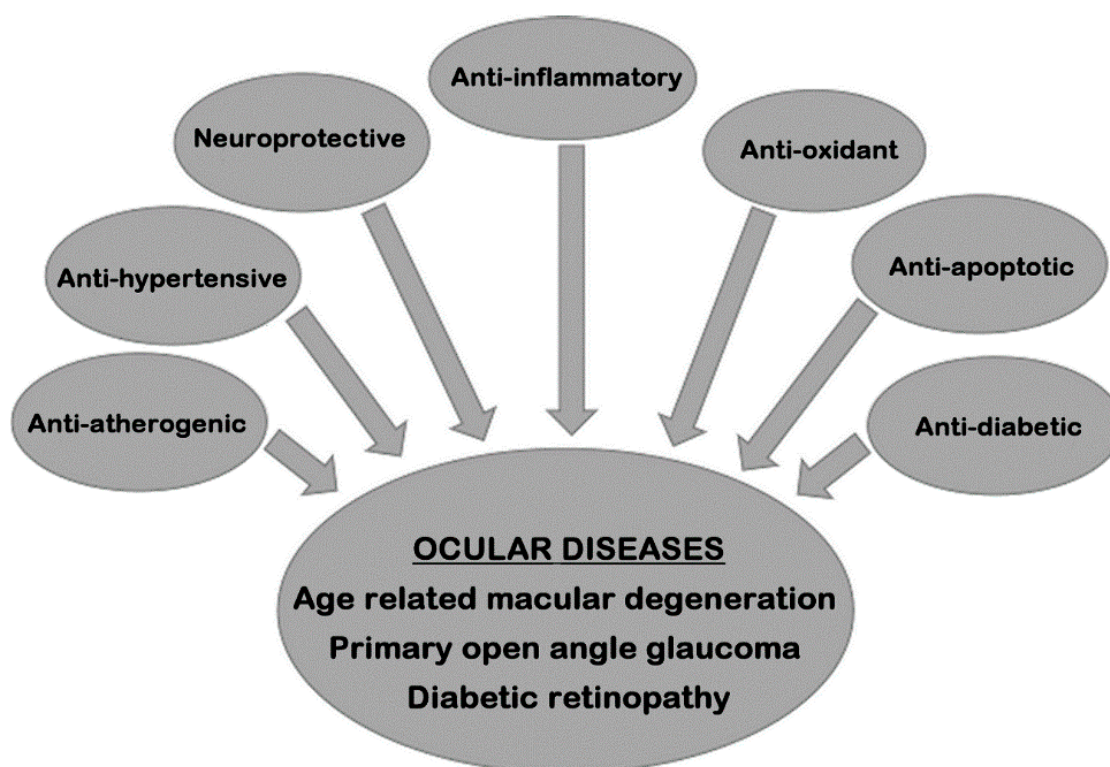 Anti-inflammatory
Neuroprotective
Anti-oxidant
Anti-hypertensive
Anti-apoptotic
Anti-atherogenic
Anti-diabetic
OCULAR DISEASES
Age related macular degeneration
Primary open angle glaucoma
Diabetic retinopathy